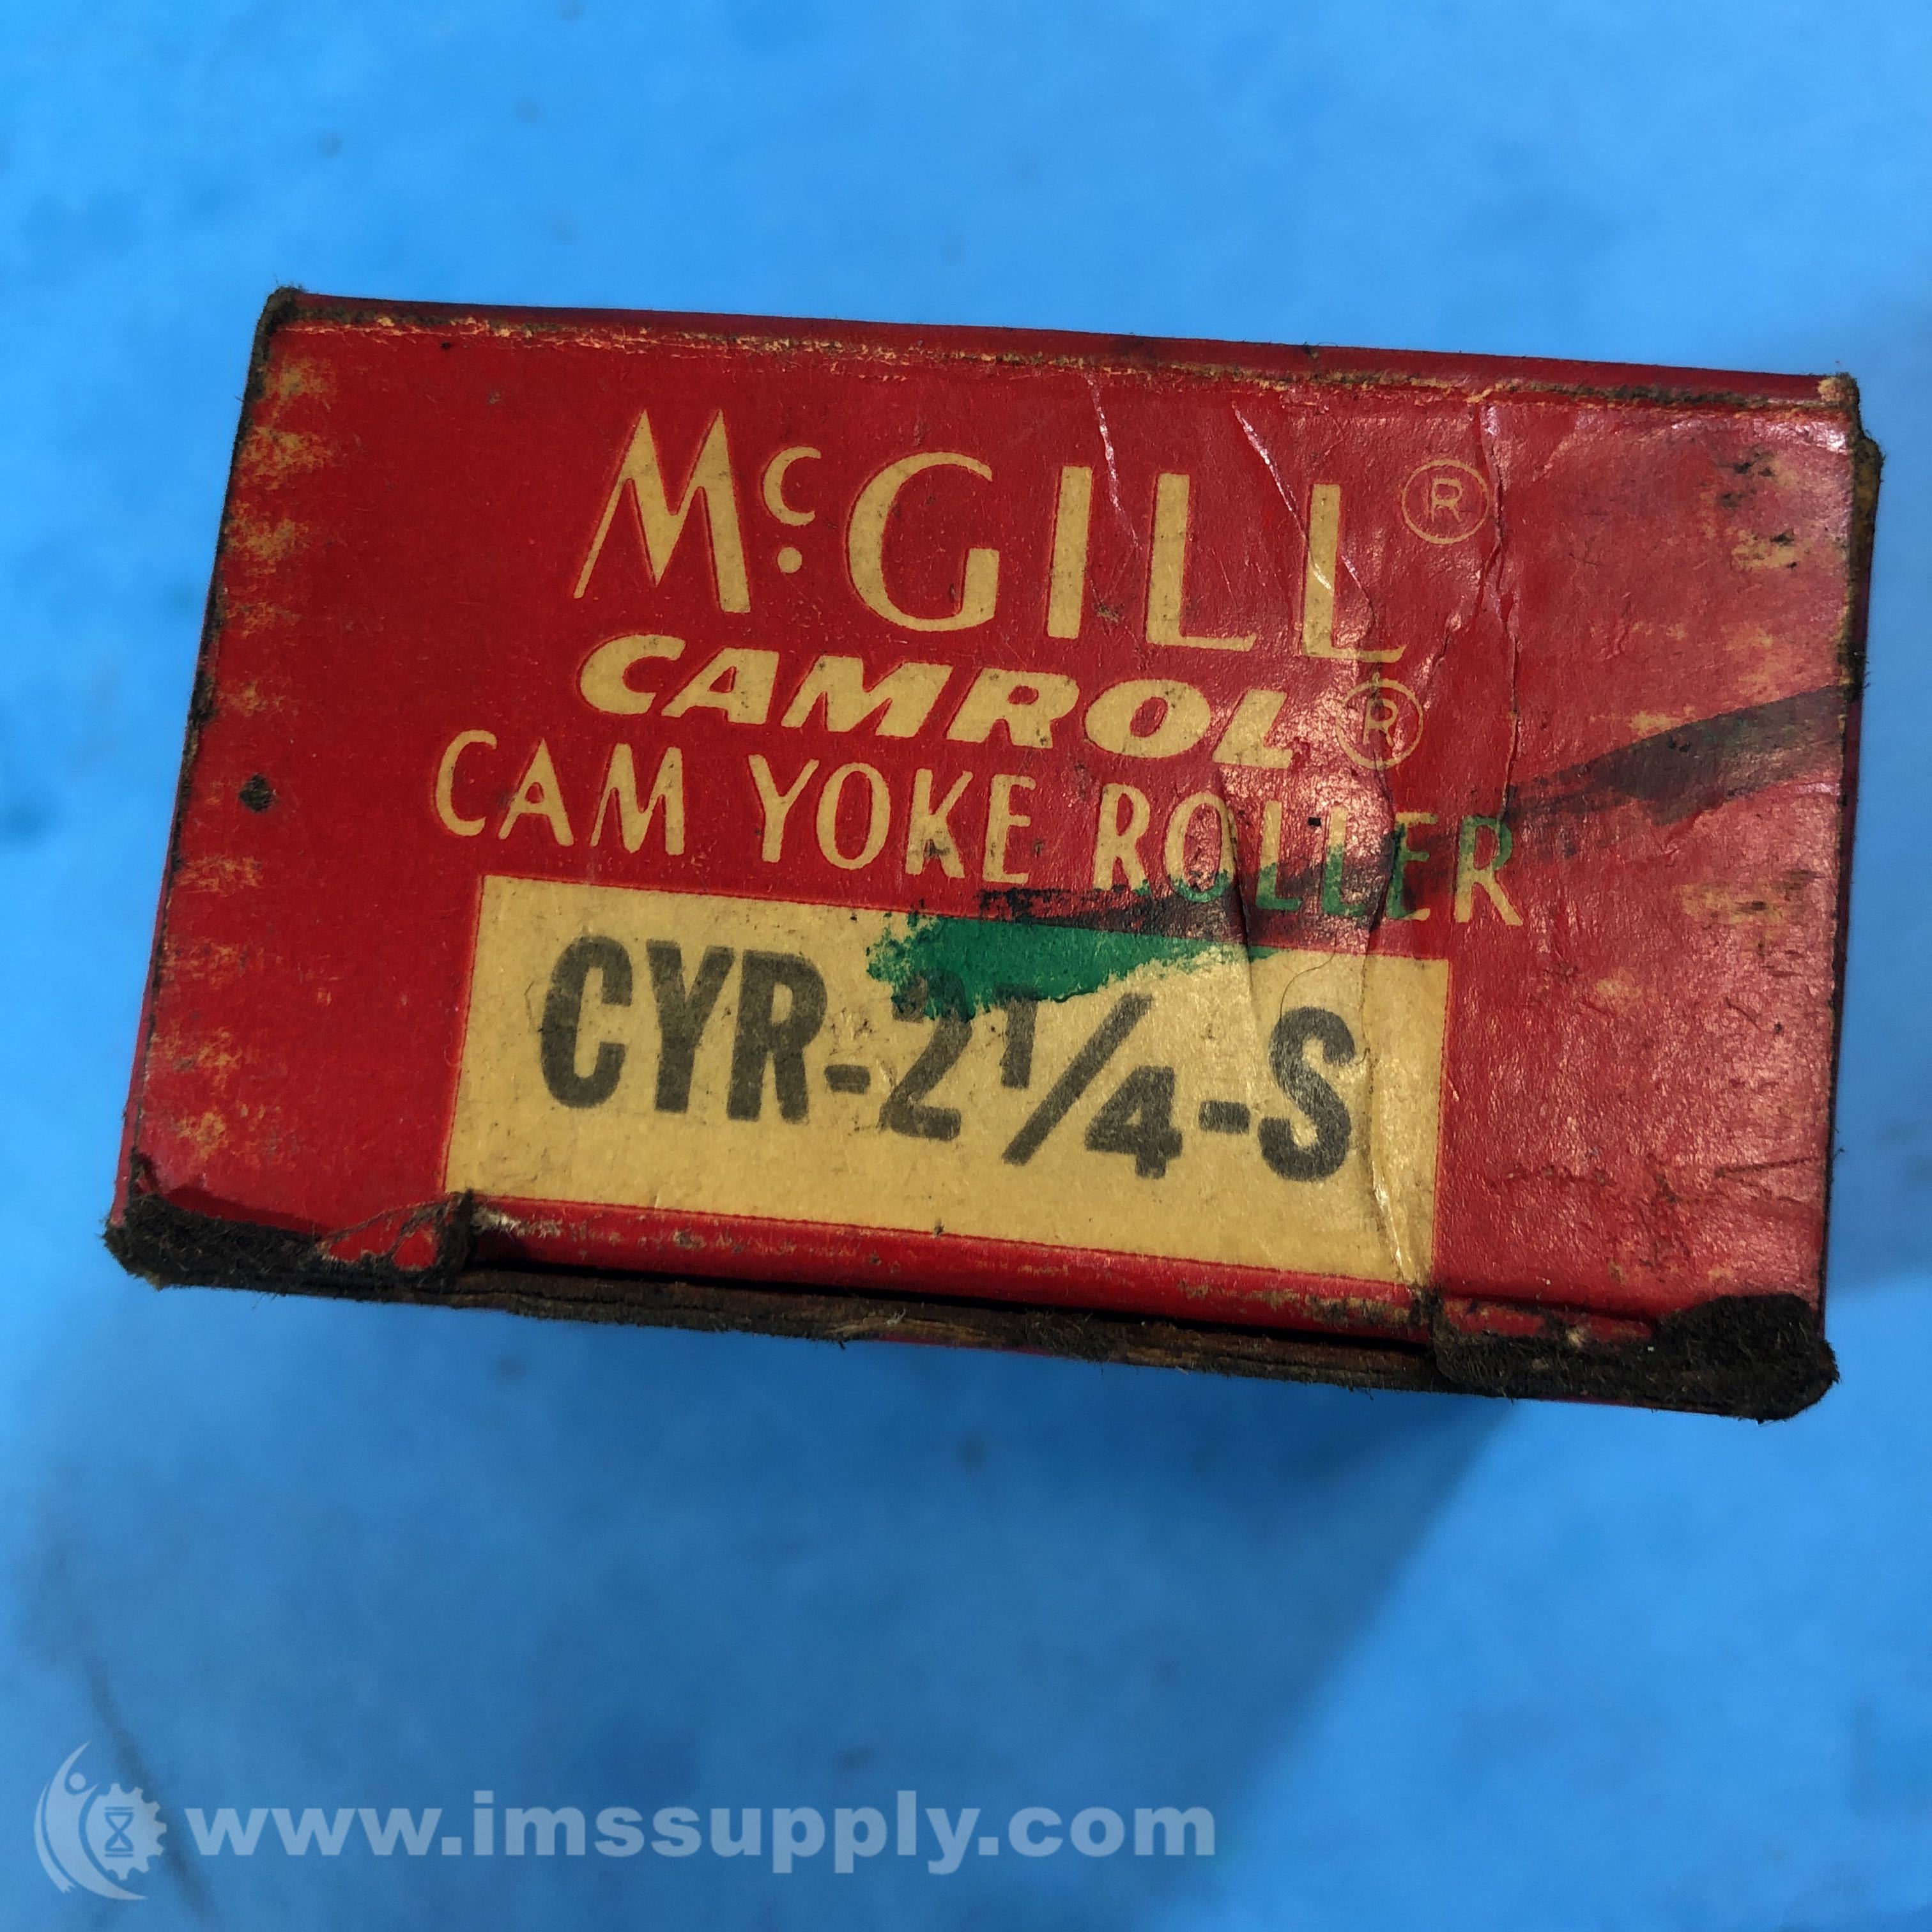 McGILL®
CAMROL®
CAM YOKE ROLLER
CYR-2 1/4-S
www.imssupply.com